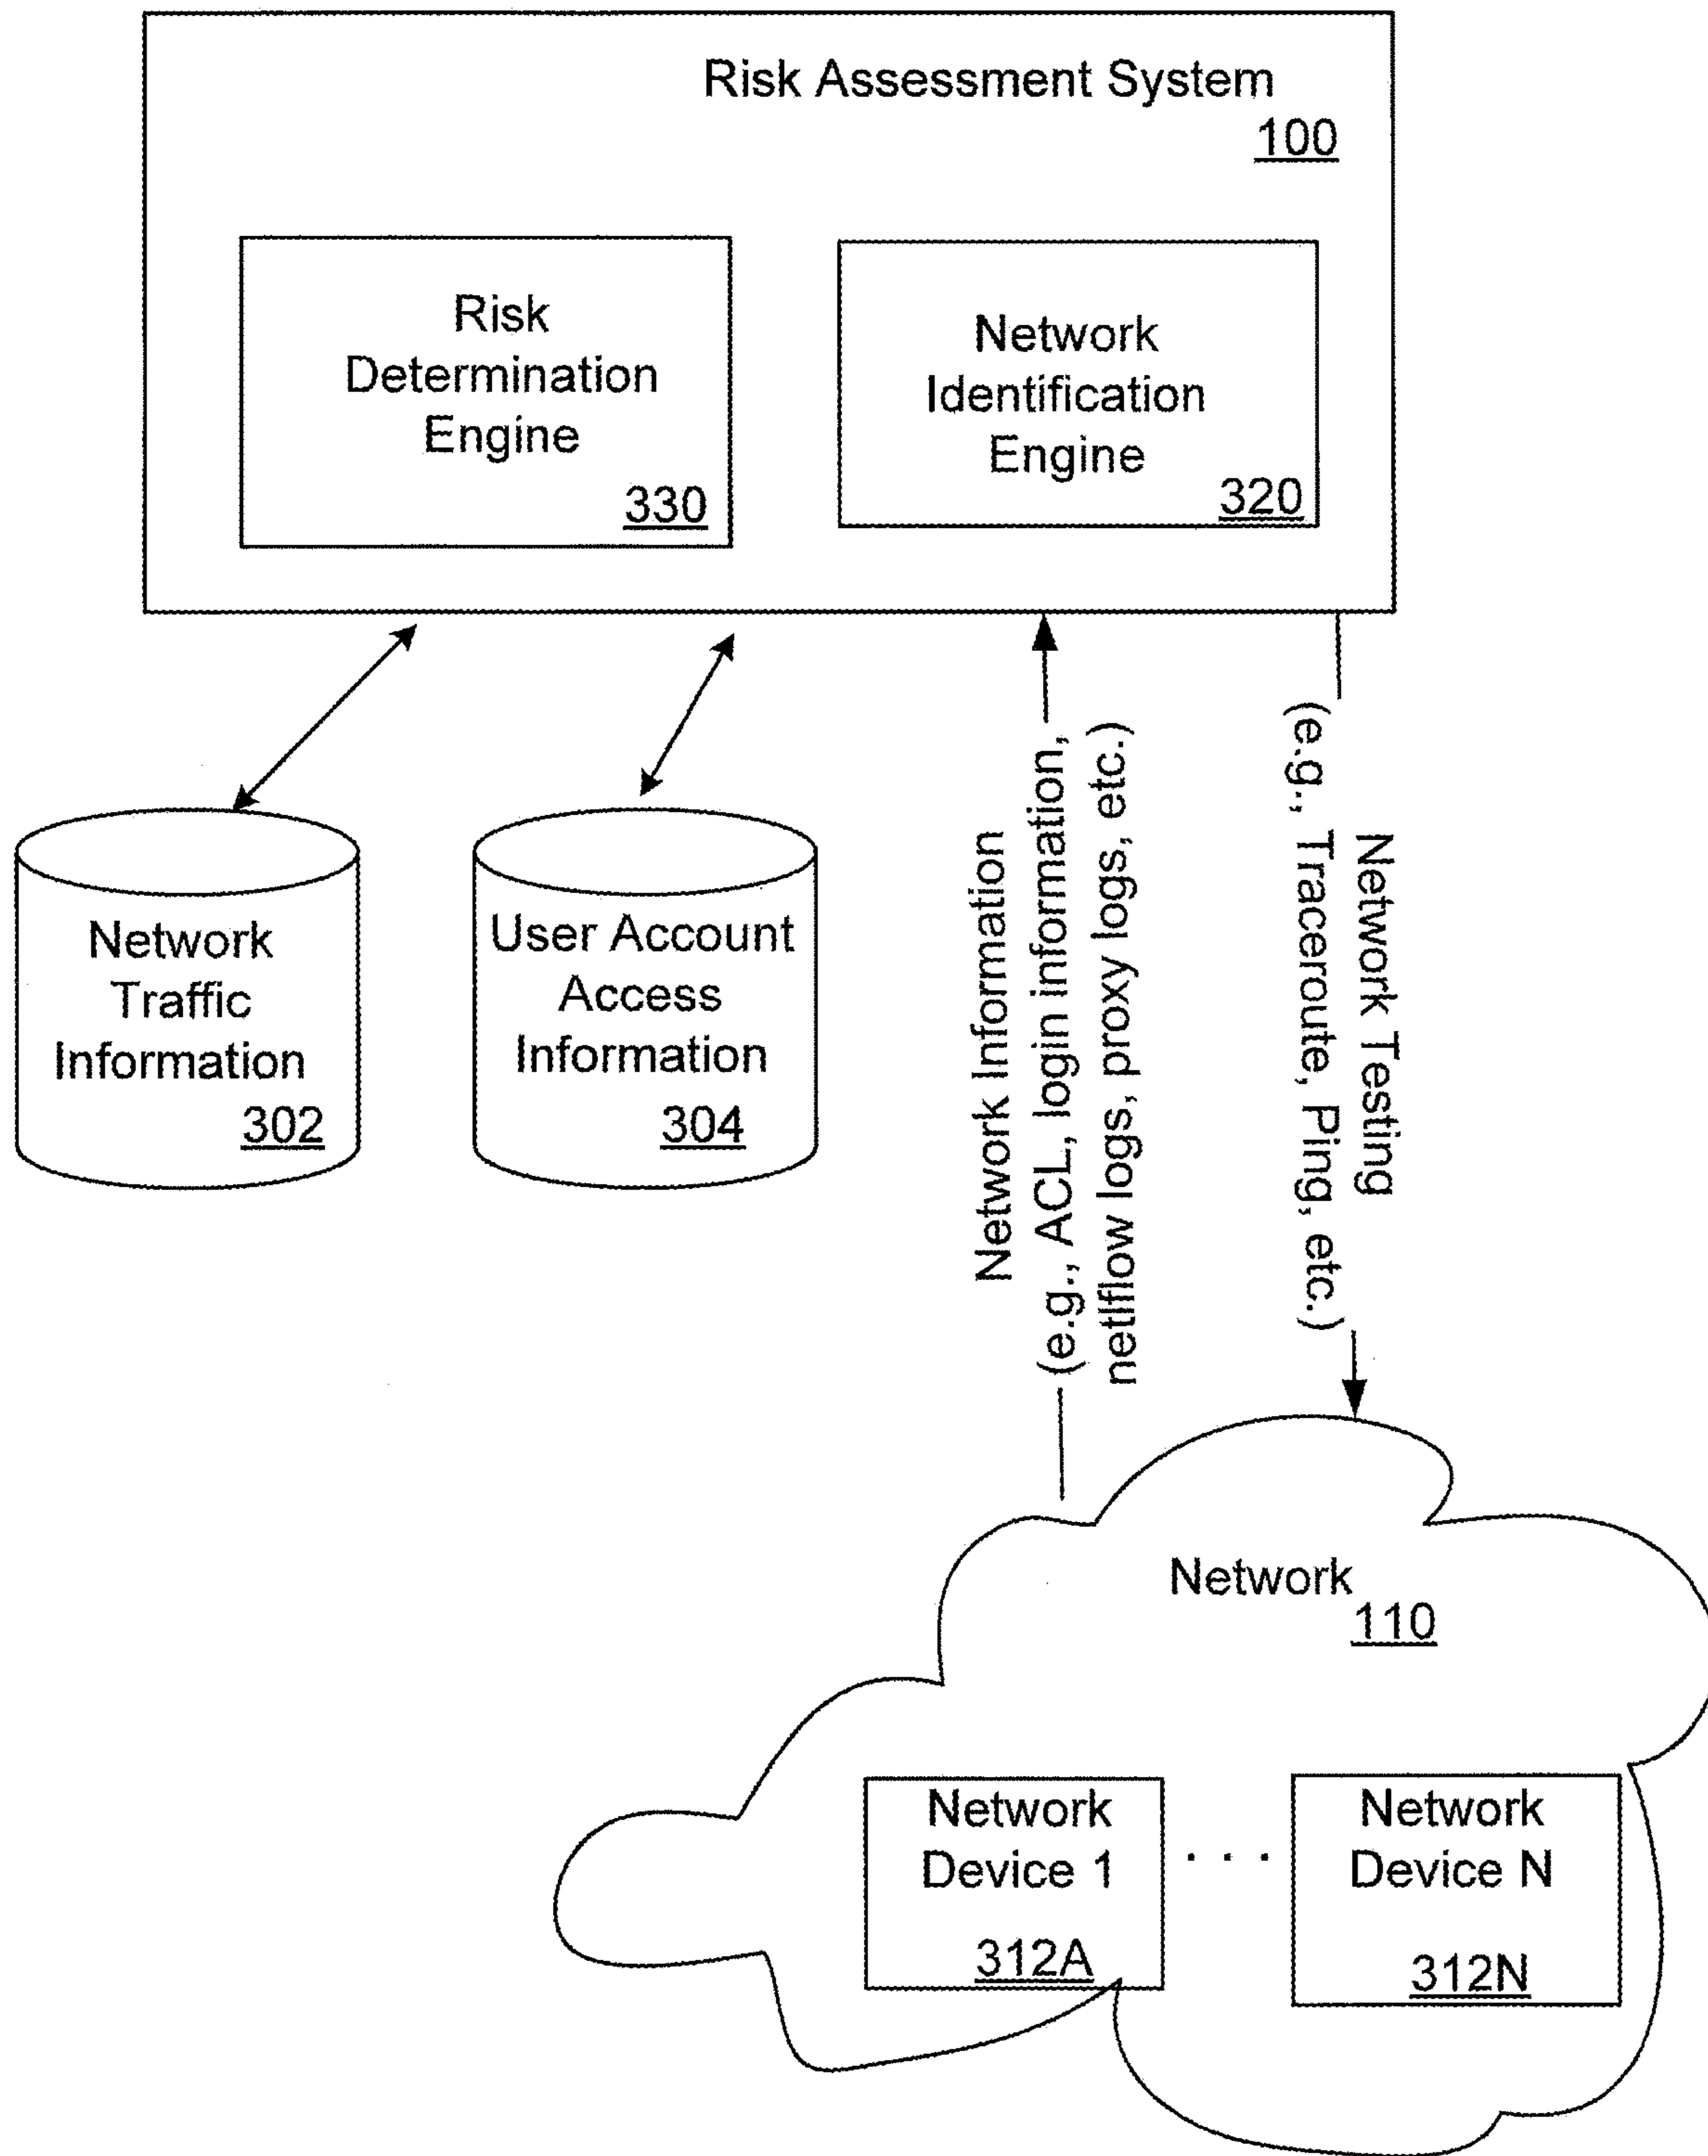 Risk Assessment System
100
Risk
Determination
Engine
330
Network
Identification
Engine
320
Network
Traffic
Information
302
User Account
Access
Information
304
Network Information
(e.g., ACL, login information,
netlflow logs, proxy logs, etc.)
Network Testing
(e.g., Traceroute, Ping, etc.)
Network
110
Network
Device 1
312A
. . .
Network
Device N
312N